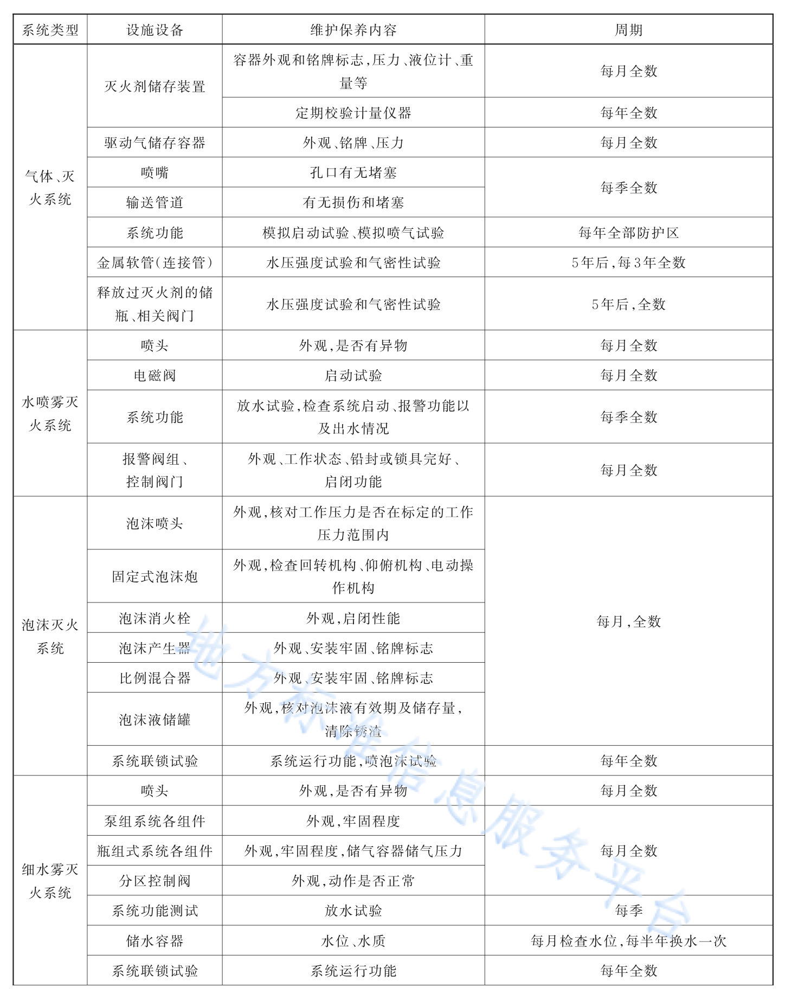 系统类型 设施设备 维护保养内容 周期
气体、灭
火系统
灭火剂储存装置
容器外观和铭牌标志,压力、液位计、重
量等
每月全数
定期校验计量仪器 每年全数
驱动气储存容器 外观、铭牌、压力 每月全数
喷嘴 孔口有无堵塞
每季全数
输送管道 有无损伤和堵塞
系统功能 模拟启动试验、模拟喷气试验 每年全部防护区
金属软管(连接管) 水压强度试验和气密性试验 5年后,每3年全数
释放过灭火剂的储
瓶、相关阀门
水压强度试验和气密性试验 5年后,全数
水喷雾灭
火系统
喷头 外观,是否有异物 每月全数
电磁阀 启动试验 每月全数
系统功能
放水试验,检查系统启动、报警功能以
及出水情况
每季全数
报警阀组、
控制阀门
外观、工作状态、铅封或锁具完好、
启闭功能
每月全数
泡沫灭火
系统
泡沫喷头
外观,核对工作压力是否在标定的工作
压力范围内
每月,全数
固定式泡沫炮
外观,检查回转机构、仰俯机构、电动操
作机构
泡沫消火栓 外观,启闭性能
泡沫产生器 外观、安装牢固、铭牌标志
比例混合器 外观、安装牢固、铭牌标志
泡沫液储罐
外观,核对泡沫液有效期及储存量,
清除锈渣
系统联锁试验 系统运行功能,喷泡沫试验 每年全数
细水雾灭
火系统
喷头 外观,是否有异物 每月全数
泵组系统各组件 外观,牢固程度
每月全数
瓶组式系统各组件 外观,牢固程度,储气容器储气压力
分区控制阀 外观,动作是否正常
系统功能测试 放水试验 每季
储水容器 水位、水质 每月检查水位,每半年换水一次
系统联锁试验 系统运行功能 每年全数
地方标准信息服务平台